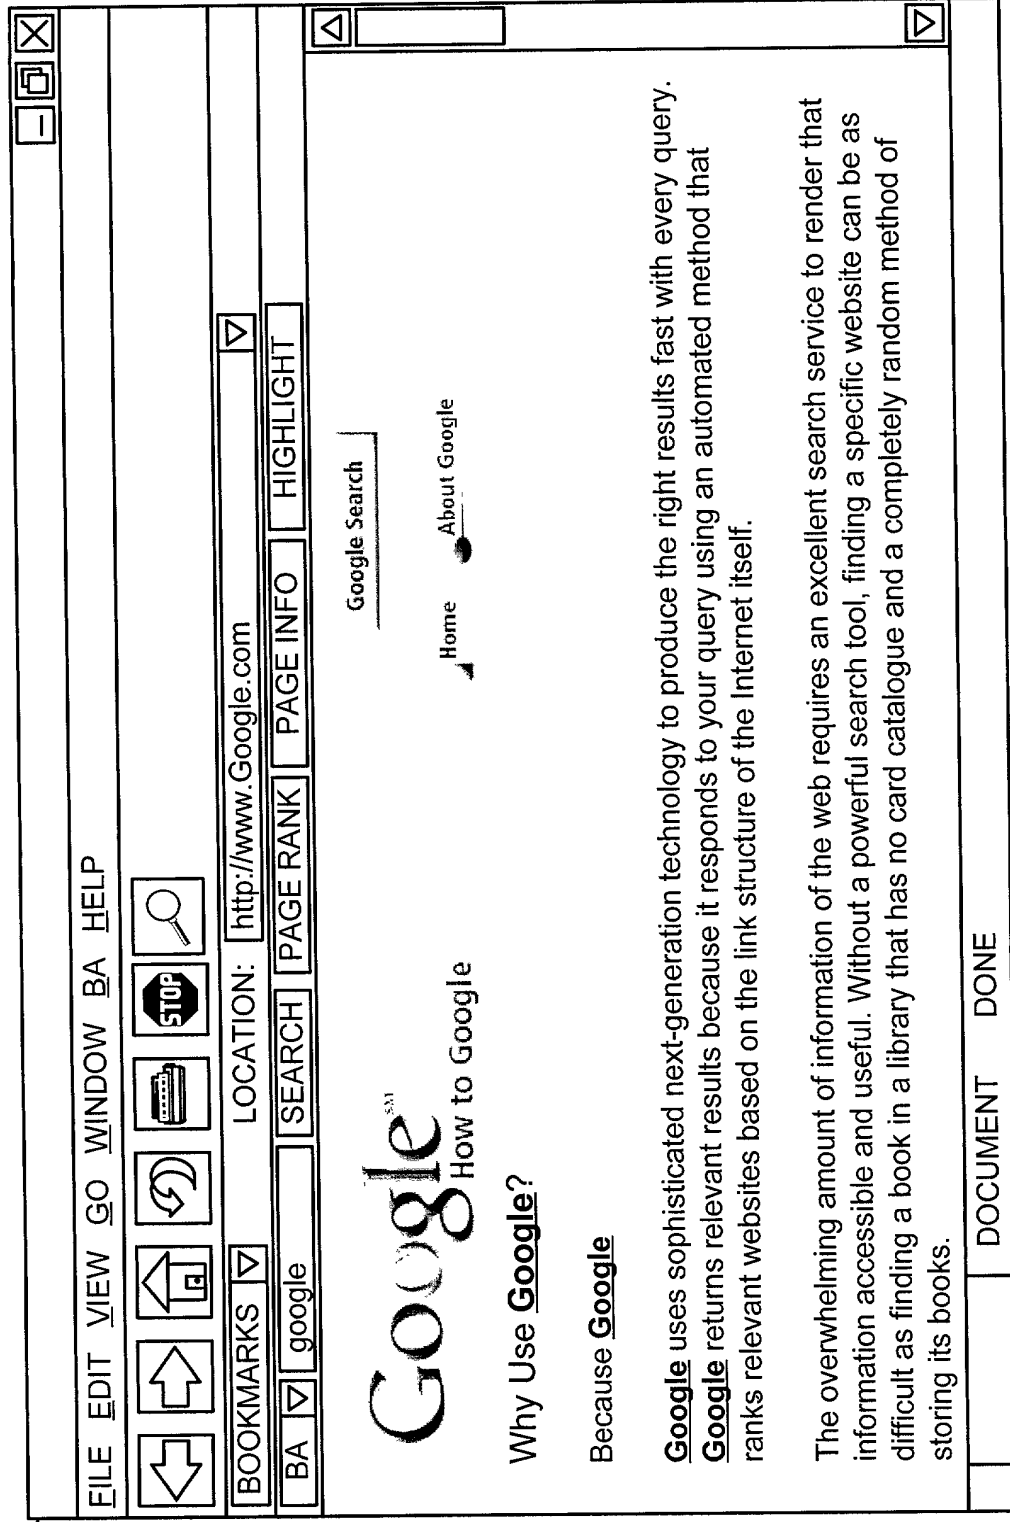 FILE EDIT VIEW GO WINDOW BA HELP
STOP
BOOKMARKS LOCATION: http://www.Google.com
BA google SEARCH PAGE RANK PAGE INFO HIGHLIGHT
Google SM
Google Search
How to Google
Home About Google
Why Use Google?
Because Google
Google uses sophisticated next-generation technology to produce the right results fast with every query.
Google returns relevant results because it responds to your query using an automated method that
ranks relevant websites based on the link structure of the Internet itself.
The overwhelming amount of information of the web requires an excellent search service to render that
information accessible and useful. Without a powerful search tool, finding a specific website can be as
difficult as finding a book in a library that has no card catalogue and a completely random method of
storing its books.
DOCUMENT DONE